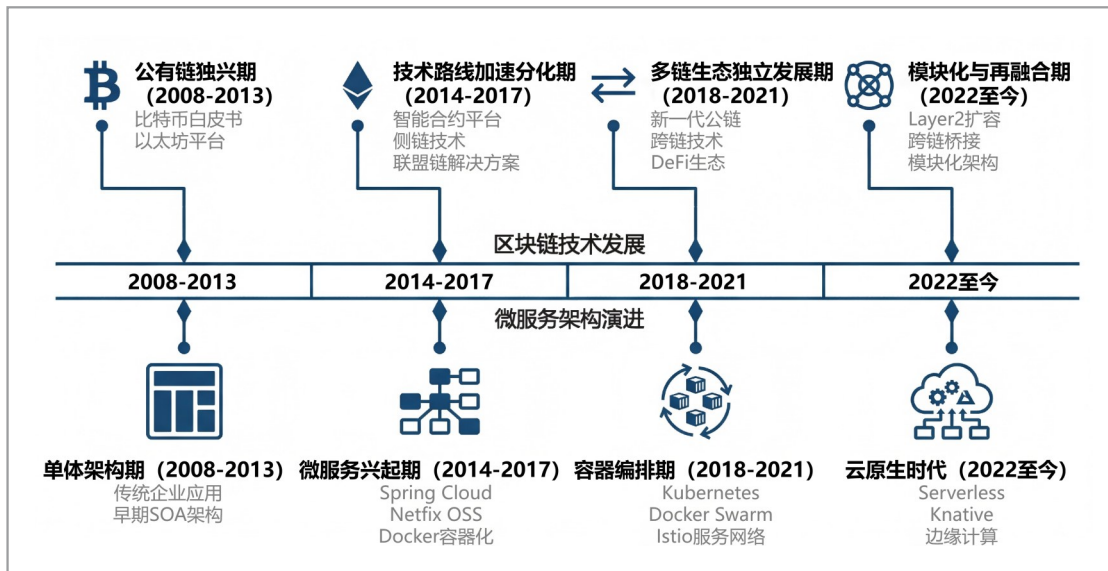 公有链独兴期
（2008-2013）
比特币白皮书
以太坊平台
技术路线加速分化期
（2014-2017）
智能合约平台
侧链技术
联盟链解决方案
多链生态独立发展期
（2018-2021）
新一代公链
跨链技术
DeFi生态
模块化与再融合期
（2022至今）
Layer2扩容
跨链桥接
模块化架构
区块链技术发展
2008-2013
2014-2017
2018-2021
2022至今
微服务架构演进
单体架构期（2008-2013）
传统企业应用
早期SOA架构
微服务兴起期（2014-2017）
Spring Cloud
Netfix OSS
Docker容器化
容器编排期（2018-2021）
Kubernetes
Docker Swarm
Istio服务网络
云原生时代（2022至今）
Serverless
Knative
边缘计算